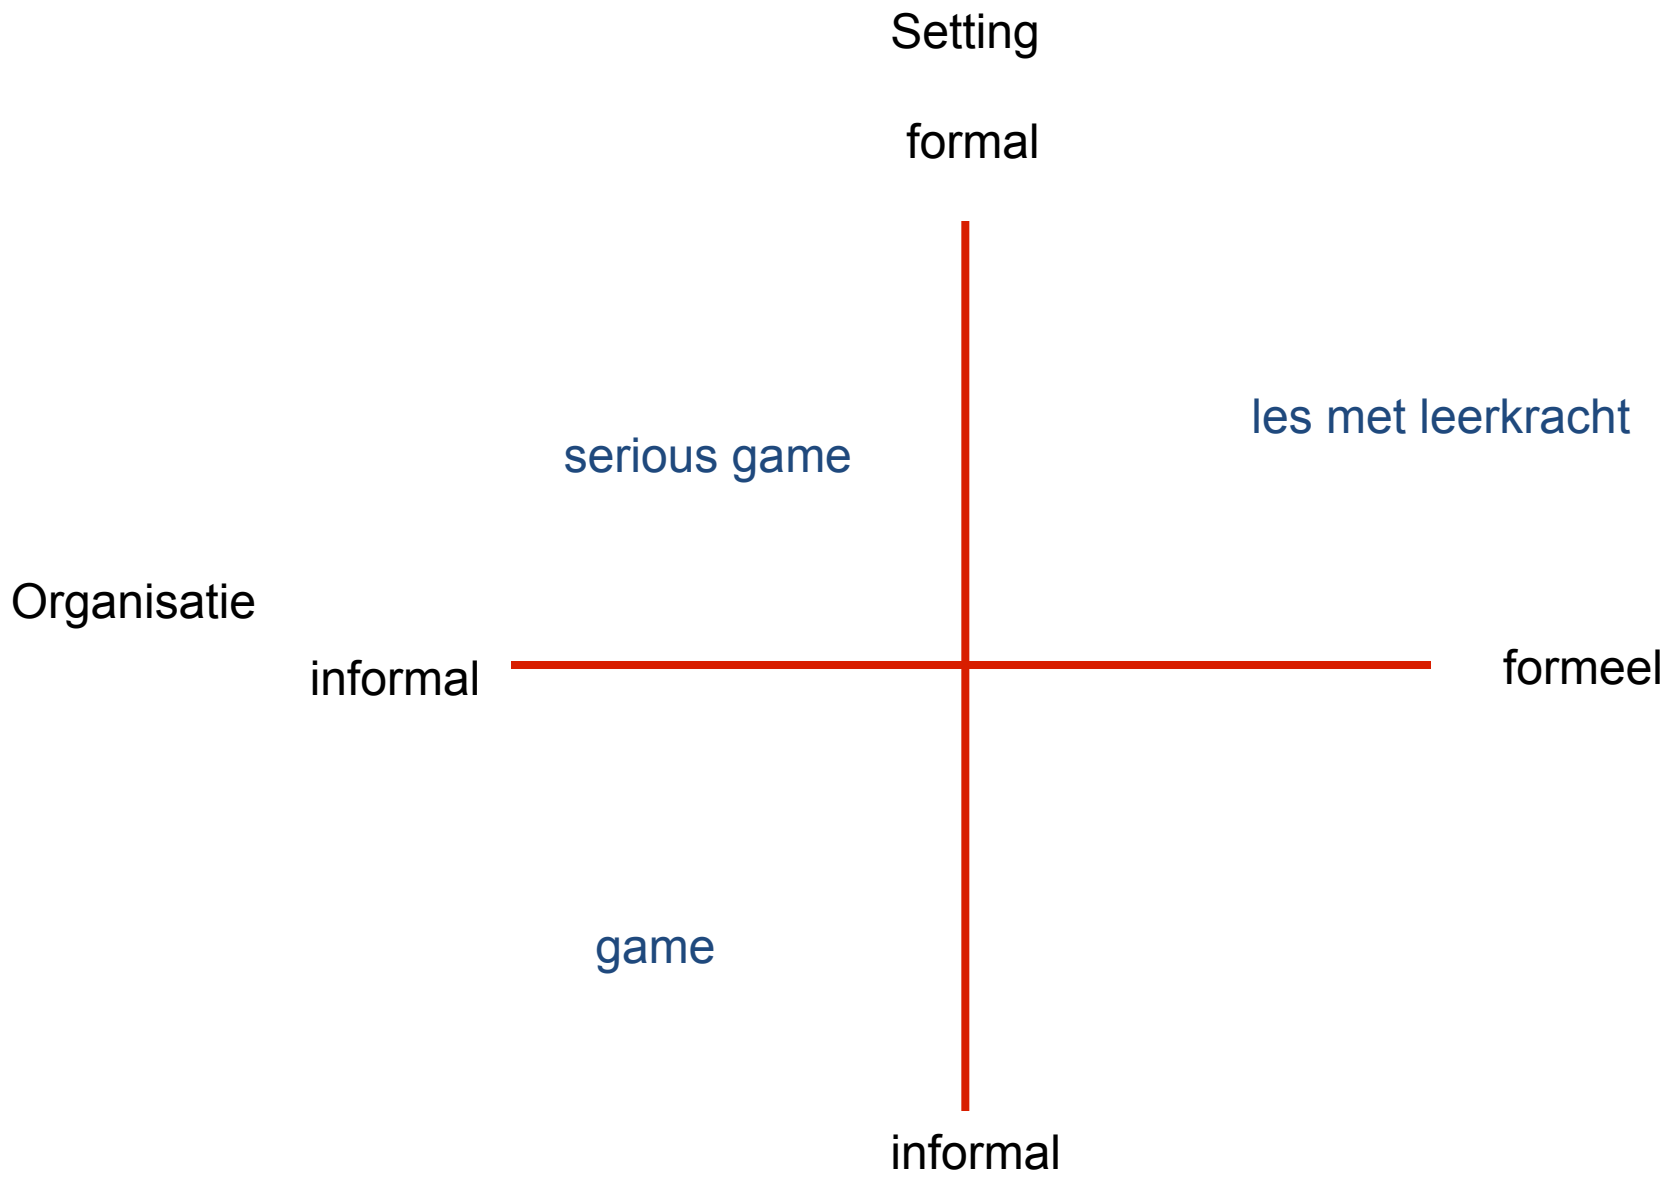 Setting
formal
les met leerkracht
serious game
Organisatie
informal
formeel
game
informal